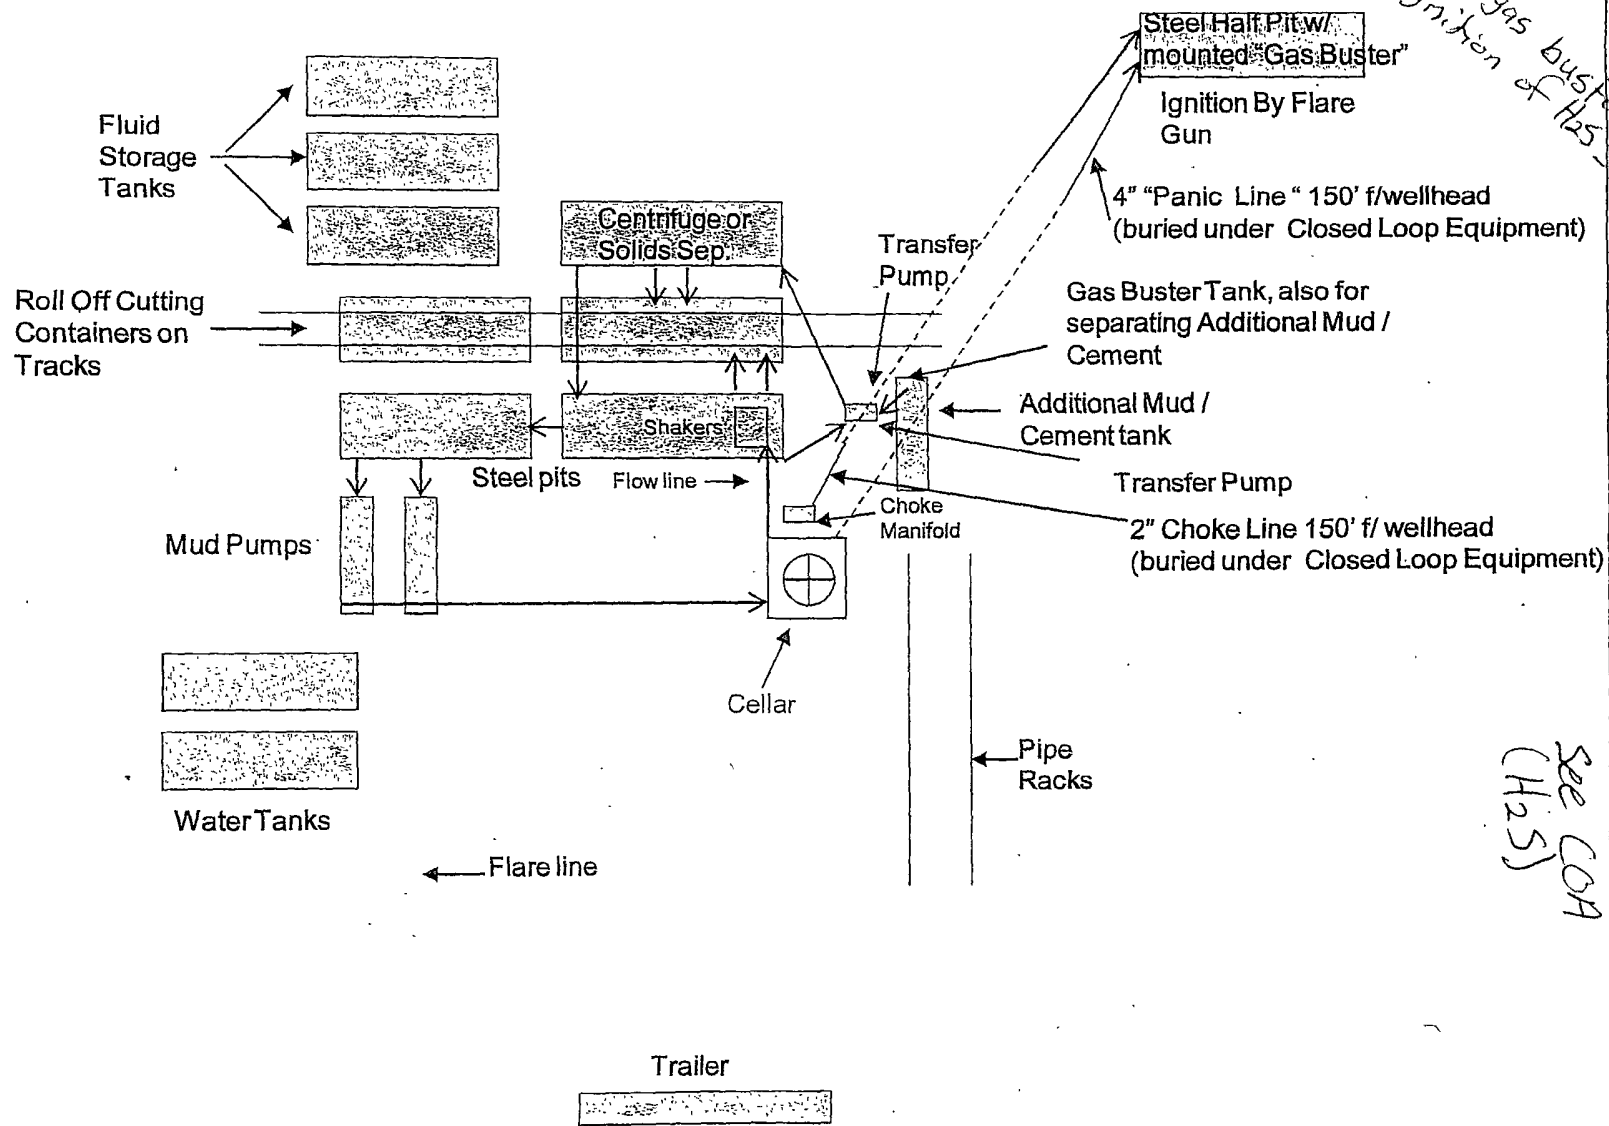 Steel Half Pit w/
mounted "Gas Buster"
gas
of H2S -
Ignition By Flare
Gun
Fluid
Storage
Tanks
4" "Panic Line " 150' f/wellhead
(buried under Closed Loop Equipment)
Centrifuge or
Solids Sep.
Transfer
Pump
Roll Off Cutting
Containers on
Tracks
Gas Buster Tank, also for
separating Additional Mud /
Cement
Additional Mud /
Cement tank
Shakers
Steel pits
Flow line
Transfer Pump
Choke
Manifold
2" Choke Line 150' f/ wellhead
(buried under Closed Loop Equipment)
Mud Pumps
Cellar
Pipe
Racks
Water Tanks
See COA
(H2S)
Flare line
Trailer